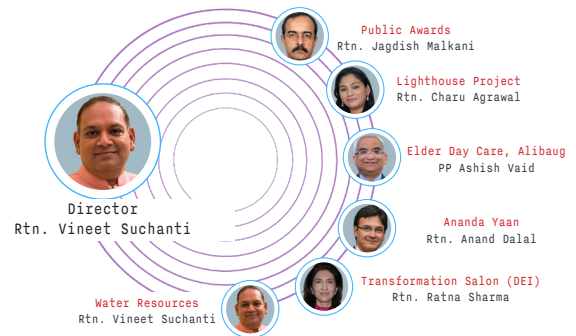 Public Awards
Rtn. Jagdish Malkani
Lighthouse Project
Rtn. Charu Agrawal
Elder Day Care, Alibaug
PP Ashish Vaid
Director
Rtn. Vineet Suchanti
Ananda Yaan
Rtn. Anand Dalal
Transformation Salon (DEI)
Rtn. Ratna Sharma
Water Resources
Rtn. Vineet Suchanti